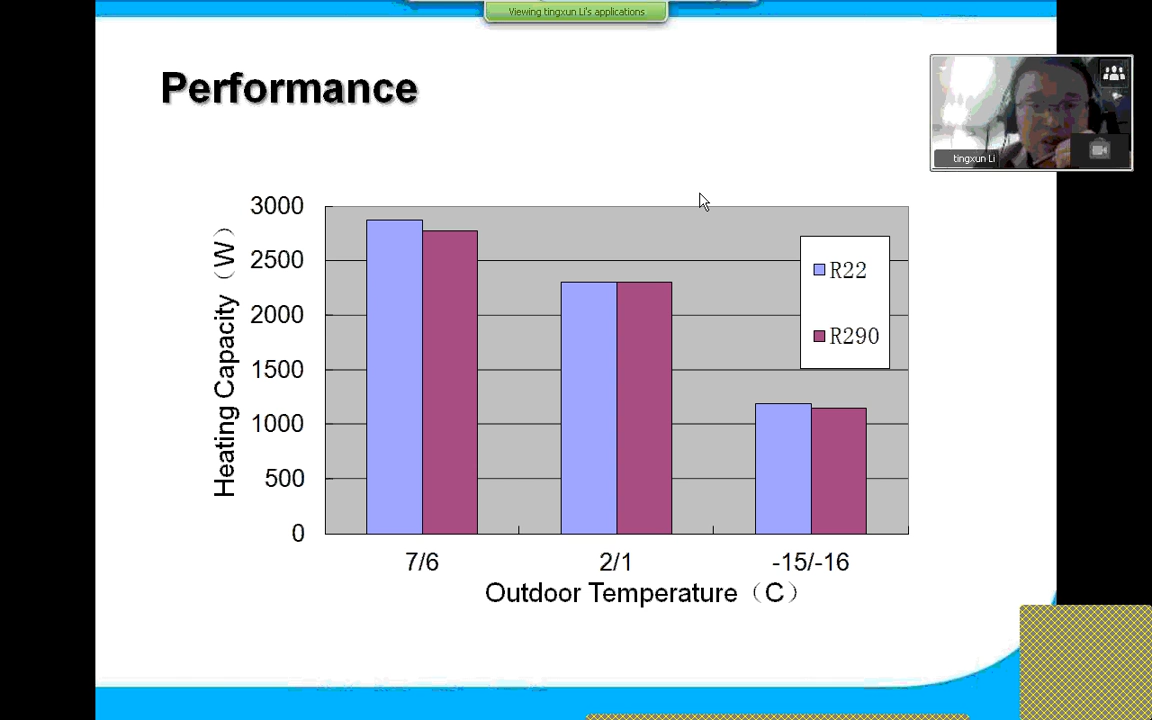 Viewing tingxun Li's applications
Performance
tingxun Li
3000
2500
2000
1500
1000
500
0
Heating Capacity（W）
R22
R290
7/6
2/1
-15/-16
Outdoor Temperature（C）